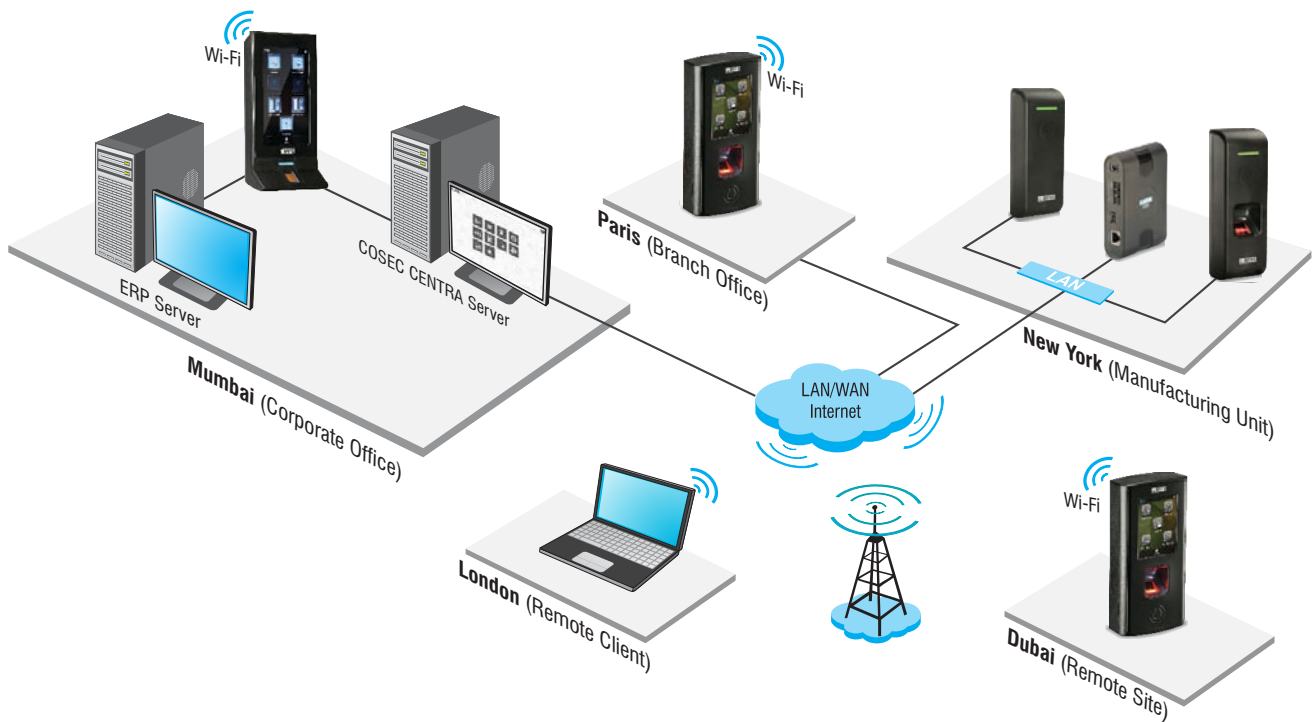 Wi-Fi
ERP Server
COSEC CENTRA Server
Mumbai (Corporate Office)
Wi-Fi
Paris (Branch Office)
LAN
New York (Manufacturing Unit)
LAN/WAN
Internet
London (Remote Client)
Wi-Fi
Dubai (Remote Site)